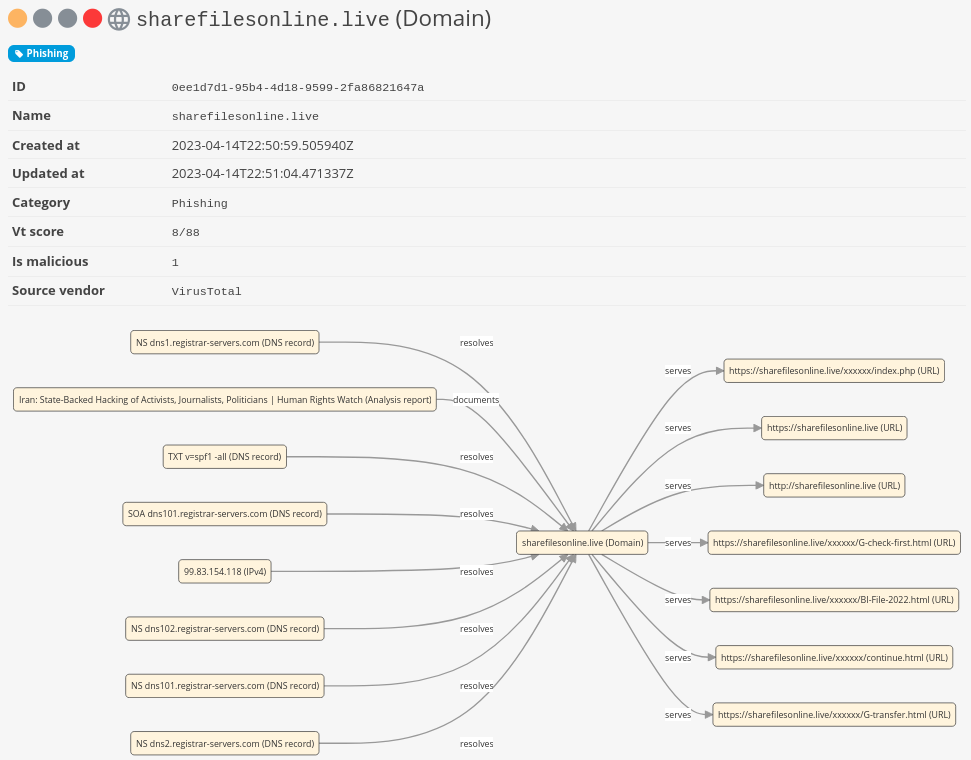 sharefilesonline.live (Domain)
Phishing
ID 0ee1d7d1-95b4-4d18-9599-2fa86821647a
Name sharefilesonline.live
Created at 2023-04-14T22:50:59.505940Z
Updated at 2023-04-14T22:51:04.471337Z
Category Phishing
Vt score 8/88
Is malicious 1
Source vendor VirusTotal
NS dns1.registrar-servers.com (DNS record)
resolves
Iran: State-Backed Hacking of Activists, Journalists, Politicians | Human Rights Watch (Analysis report)
documents
TXT v=spf1 -all (DNS record)
resolves
SOA dns101.registrar-servers.com (DNS record)
resolves
99.83.154.118 (IPv4)
resolves
NS dns102.registrar-servers.com (DNS record)
resolves
NS dns101.registrar-servers.com (DNS record)
resolves
NS dns2.registrar-servers.com (DNS record)
resolves
sharefilesonline.live (Domain)
serves
https://sharefilesonline.live/xxxxxx/index.php (URL)
serves
https://sharefilesonline.live (URL)
serves
http://sharefilesonline.live (URL)
serves
https://sharefilesonline.live/xxxxxx/G-check-first.html (URL)
serves
https://sharefilesonline.live/xxxxxx/BI-File-2022.html (URL)
serves
https://sharefilesonline.live/xxxxxx/continue.html (URL)
serves
https://sharefilesonline.live/xxxxxx/G-transfer.html (URL)